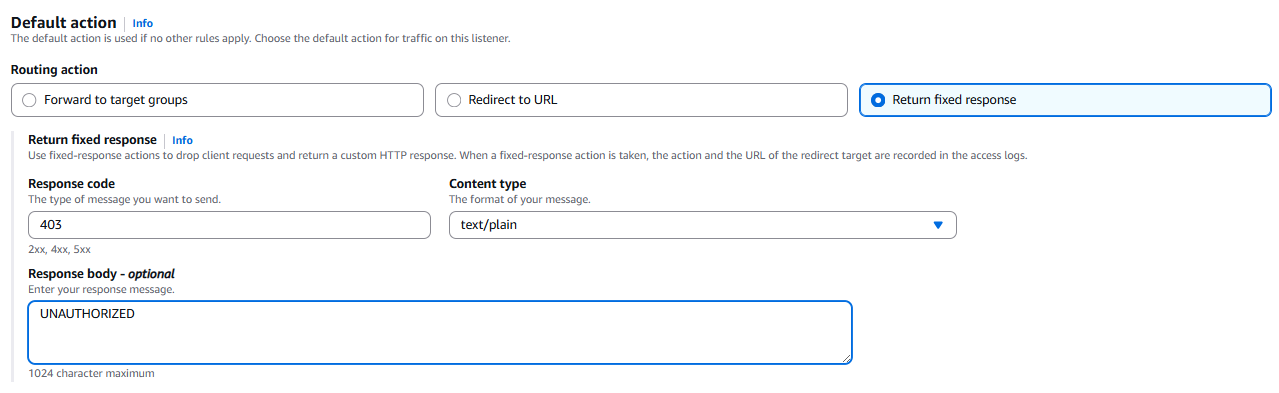 Default action Info
The default action is used if no other rules apply. Choose the default action for traffic on this listener.
Routing action
Forward to target groups Redirect to URL Return fixed response
Return fixed response Info
Use fixed-response actions to drop client requests and return a custom HTTP response. When a fixed-response action is taken, the action and the URL of the redirect target are recorded in the access logs.
Response code Content type
The type of message you want to send. The format of your message.
403 text/plain
2xx, 4xx, 5xx
Response body - optional
Enter your response message.
UNAUTHORIZED
1024 character maximum